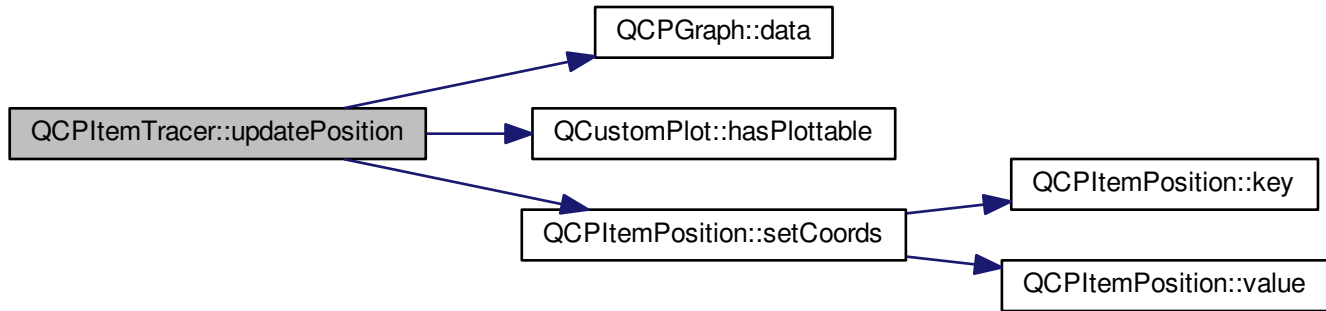 QCPGraph::data
QCPItemTracer::updatePosition
QCustomPlot::hasPlottable
QCPItemPosition::key
QCPItemPosition::setCoords
QCPItemPosition::value